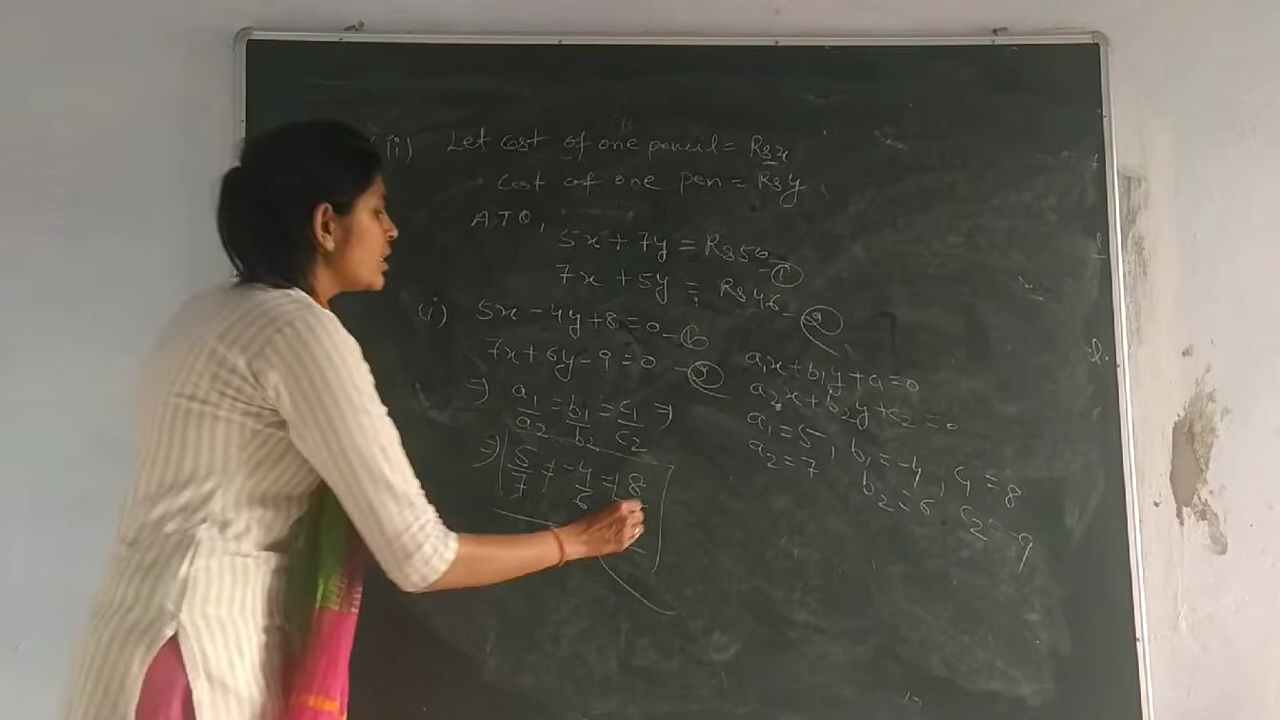 (ii) Let cost of one pencil = Rs x
Cost of one pen = Rs y
A.T.Q,
5x + 7y = Rs 50 - ①
7x + 5y = Rs 46 - ②
(i) 5x - 4y + 8 = 0 - ①
7x + 6y - 9 = 0 - ②
⇒ a₁/a₂ = b₁/b₂ = c₁/c₂ ⇒
⇒ 5/7 ≠ -4/6 = 8
a₁x + b₁y + c₁ = 0
a₂x + b₂y + c₂ = 0
a₁ = 5, b₁ = -4, c₁ = 8
a₂ = 7 b₂ = 6 c₂ = -9